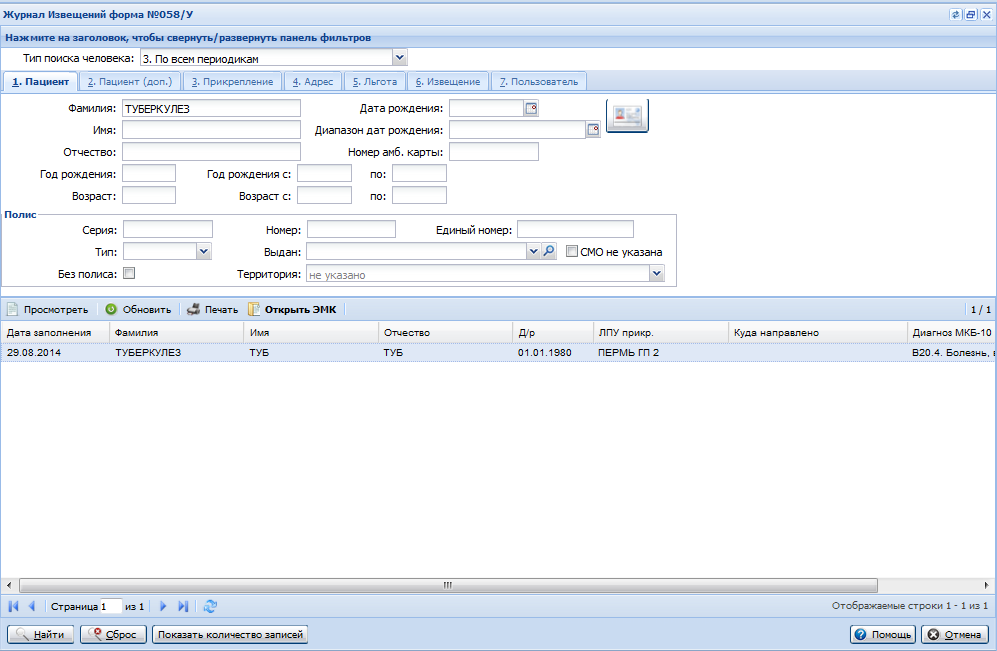 Журнал Извещений форма №058/У
Нажмите на заголовок, чтобы свернуть/развернуть панель фильтров
Тип поиска человека: 3. По всем периодикам
1. Пациент 2. Пациент (доп.) 3. Прикрепление 4. Адрес 5. Льгота 6. Извещение 7. Пользователь
Фамилия: ТУБЕРКУЛЕЗ Дата рождения:
Имя: Диапазон дат рождения:
Отчество: Номер амб. карты:
Год рождения: Год рождения с: по:
Возраст: Возраст с: по:
Полис
Серия: Номер: Единый номер:
Тип: Выдан: СМО не указана
Без полиса: Территория: не указано
Просмотреть Обновить Печать Открыть ЭМК 1 / 1
Дата заполнения Фамилия Имя Отчество Д/р ЛПУ прикр. Куда направлено Диагноз МКБ-10
29.08.2014 ТУБЕРКУЛЕЗ ТУБ ТУБ 01.01.1980 ПЕРМЬ ГП 2 B20.4. Болезнь,
Страница 1 из 1 Отображаемые строки 1 - 1 из 1
Найти Сброс Показать количество записей Помощь Отмена